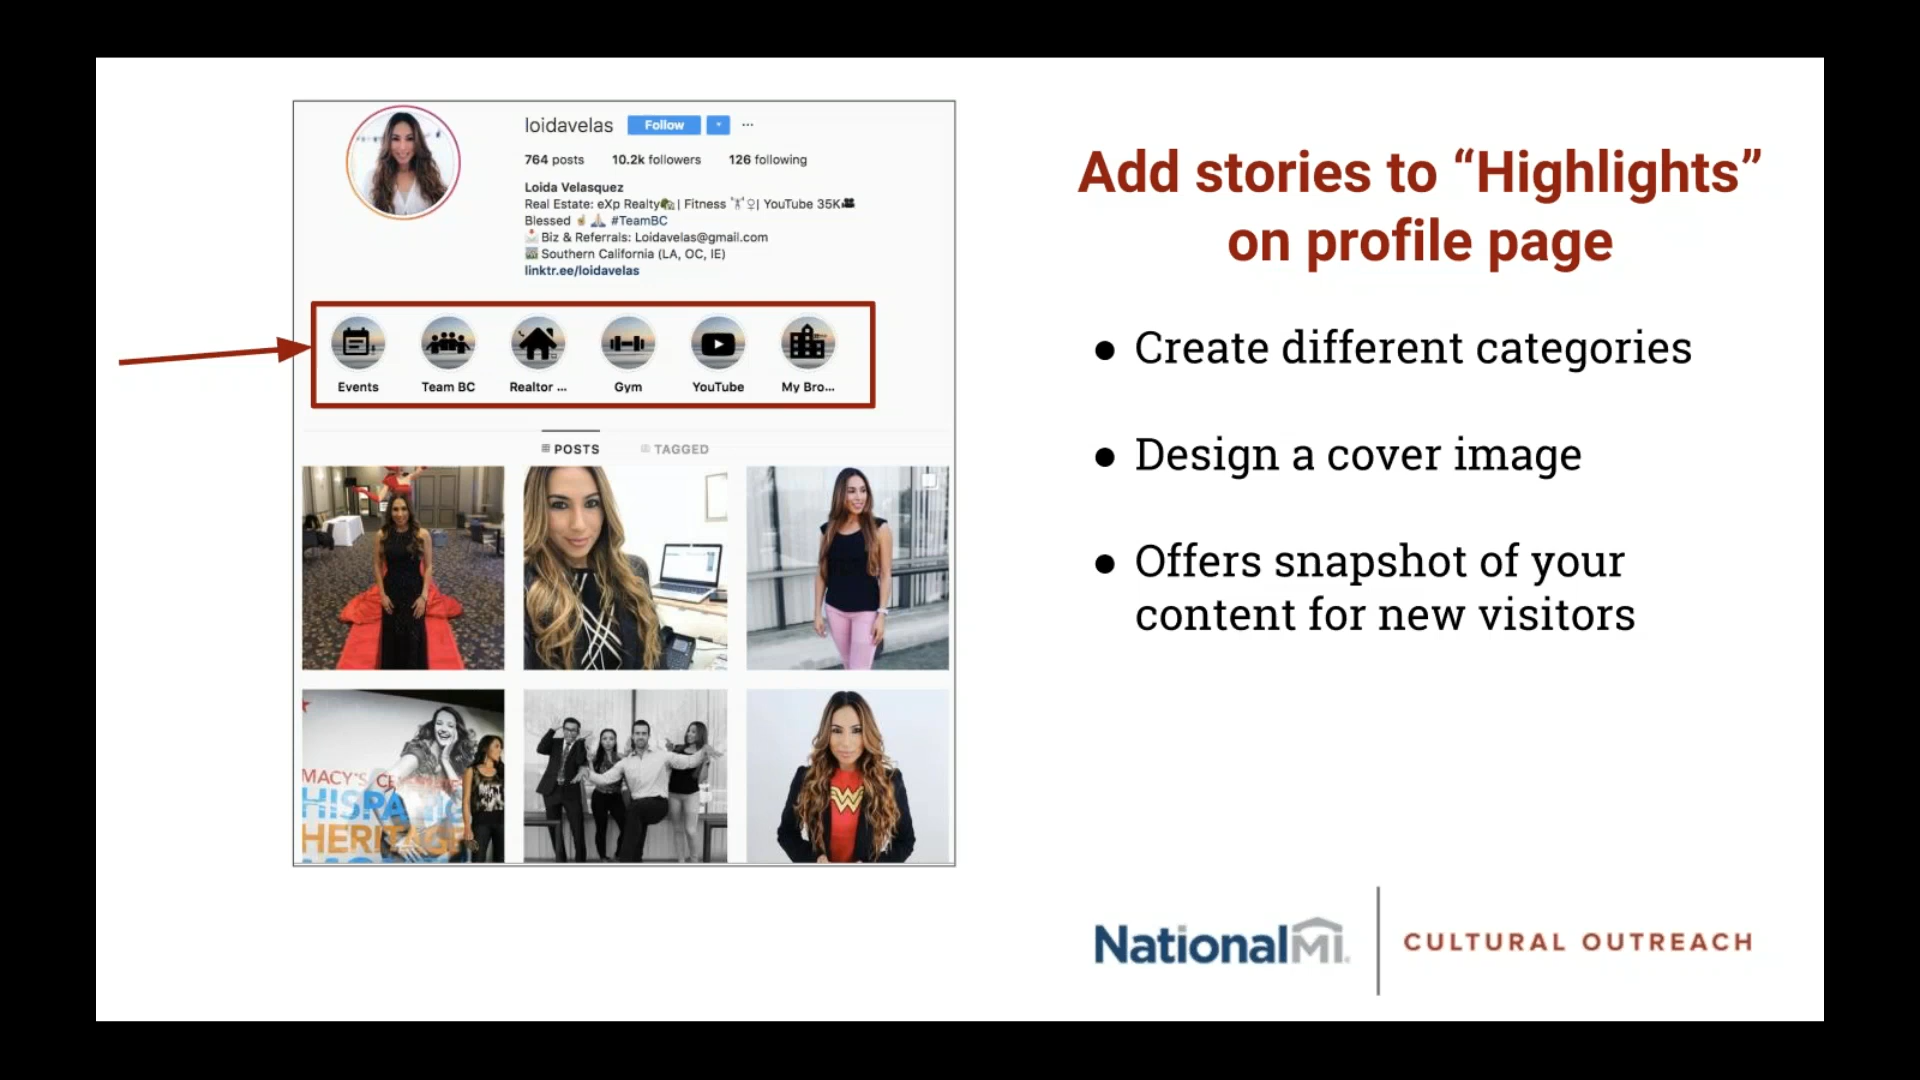 loidavelas Follow ...
764 posts 10.2k followers 126 following
Loida Velasquez
Real Estate: eXp Realty | Fitness | YouTube 35K
Blessed #TeamBC
Biz & Referrals: Loidavelas@gmail.com
Southern California (LA, OC, IE)
linktr.ee/loidavelas
Events Team BC Realtor ... Gym YouTube My Bro...
POSTS TAGGED
MACY'S
HISPANIC
HERITAGE
Add stories to “Highlights”
on profile page
● Create different categories
● Design a cover image
● Offers snapshot of your
content for new visitors
NationalMI CULTURAL OUTREACH